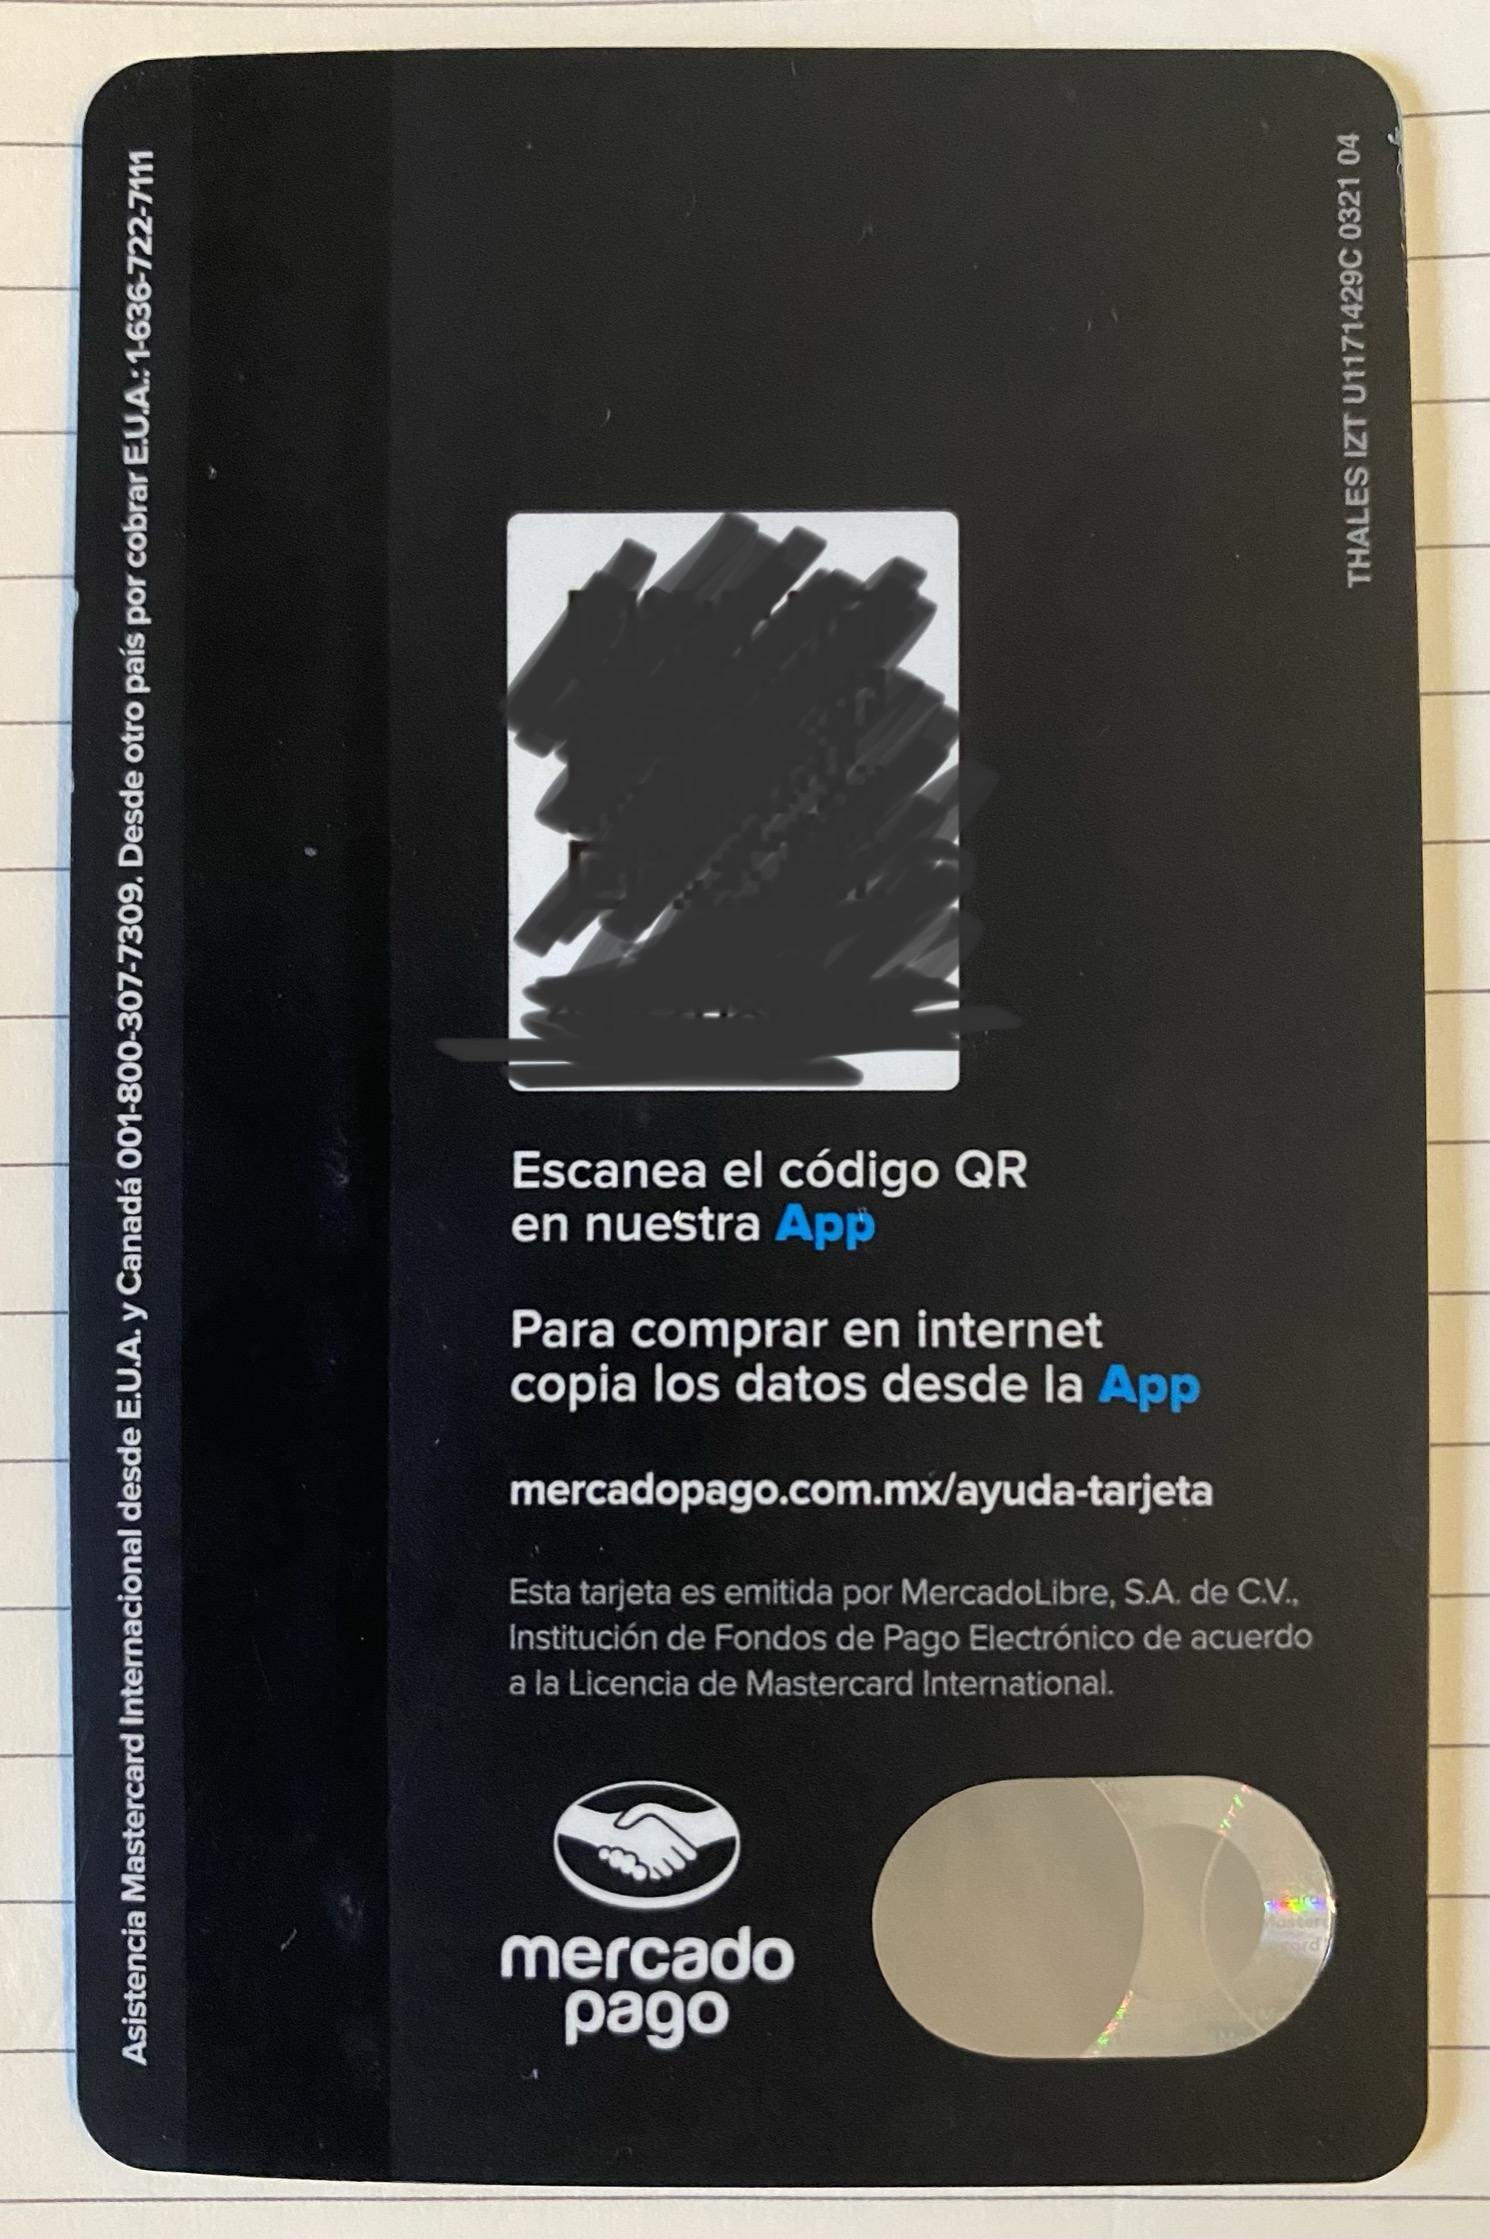 Asistencia Mastercard Internacional desde E.U.A. y Canadá 001-800-307-7309. Desde otro país por cobrar E.U.A.: 1-636-722-7111
THALES IZT U1171429C 0321 04
Escanea el código QR
en nuestra App
Para comprar en internet
copia los datos desde la App
mercadopago.com.mx/ayuda-tarjeta
Esta tarjeta es emitida por MercadoLibre, S.A. de C.V.,
Institución de Fondos de Pago Electrónico de acuerdo
a la Licencia de Mastercard International.
mercado
pago